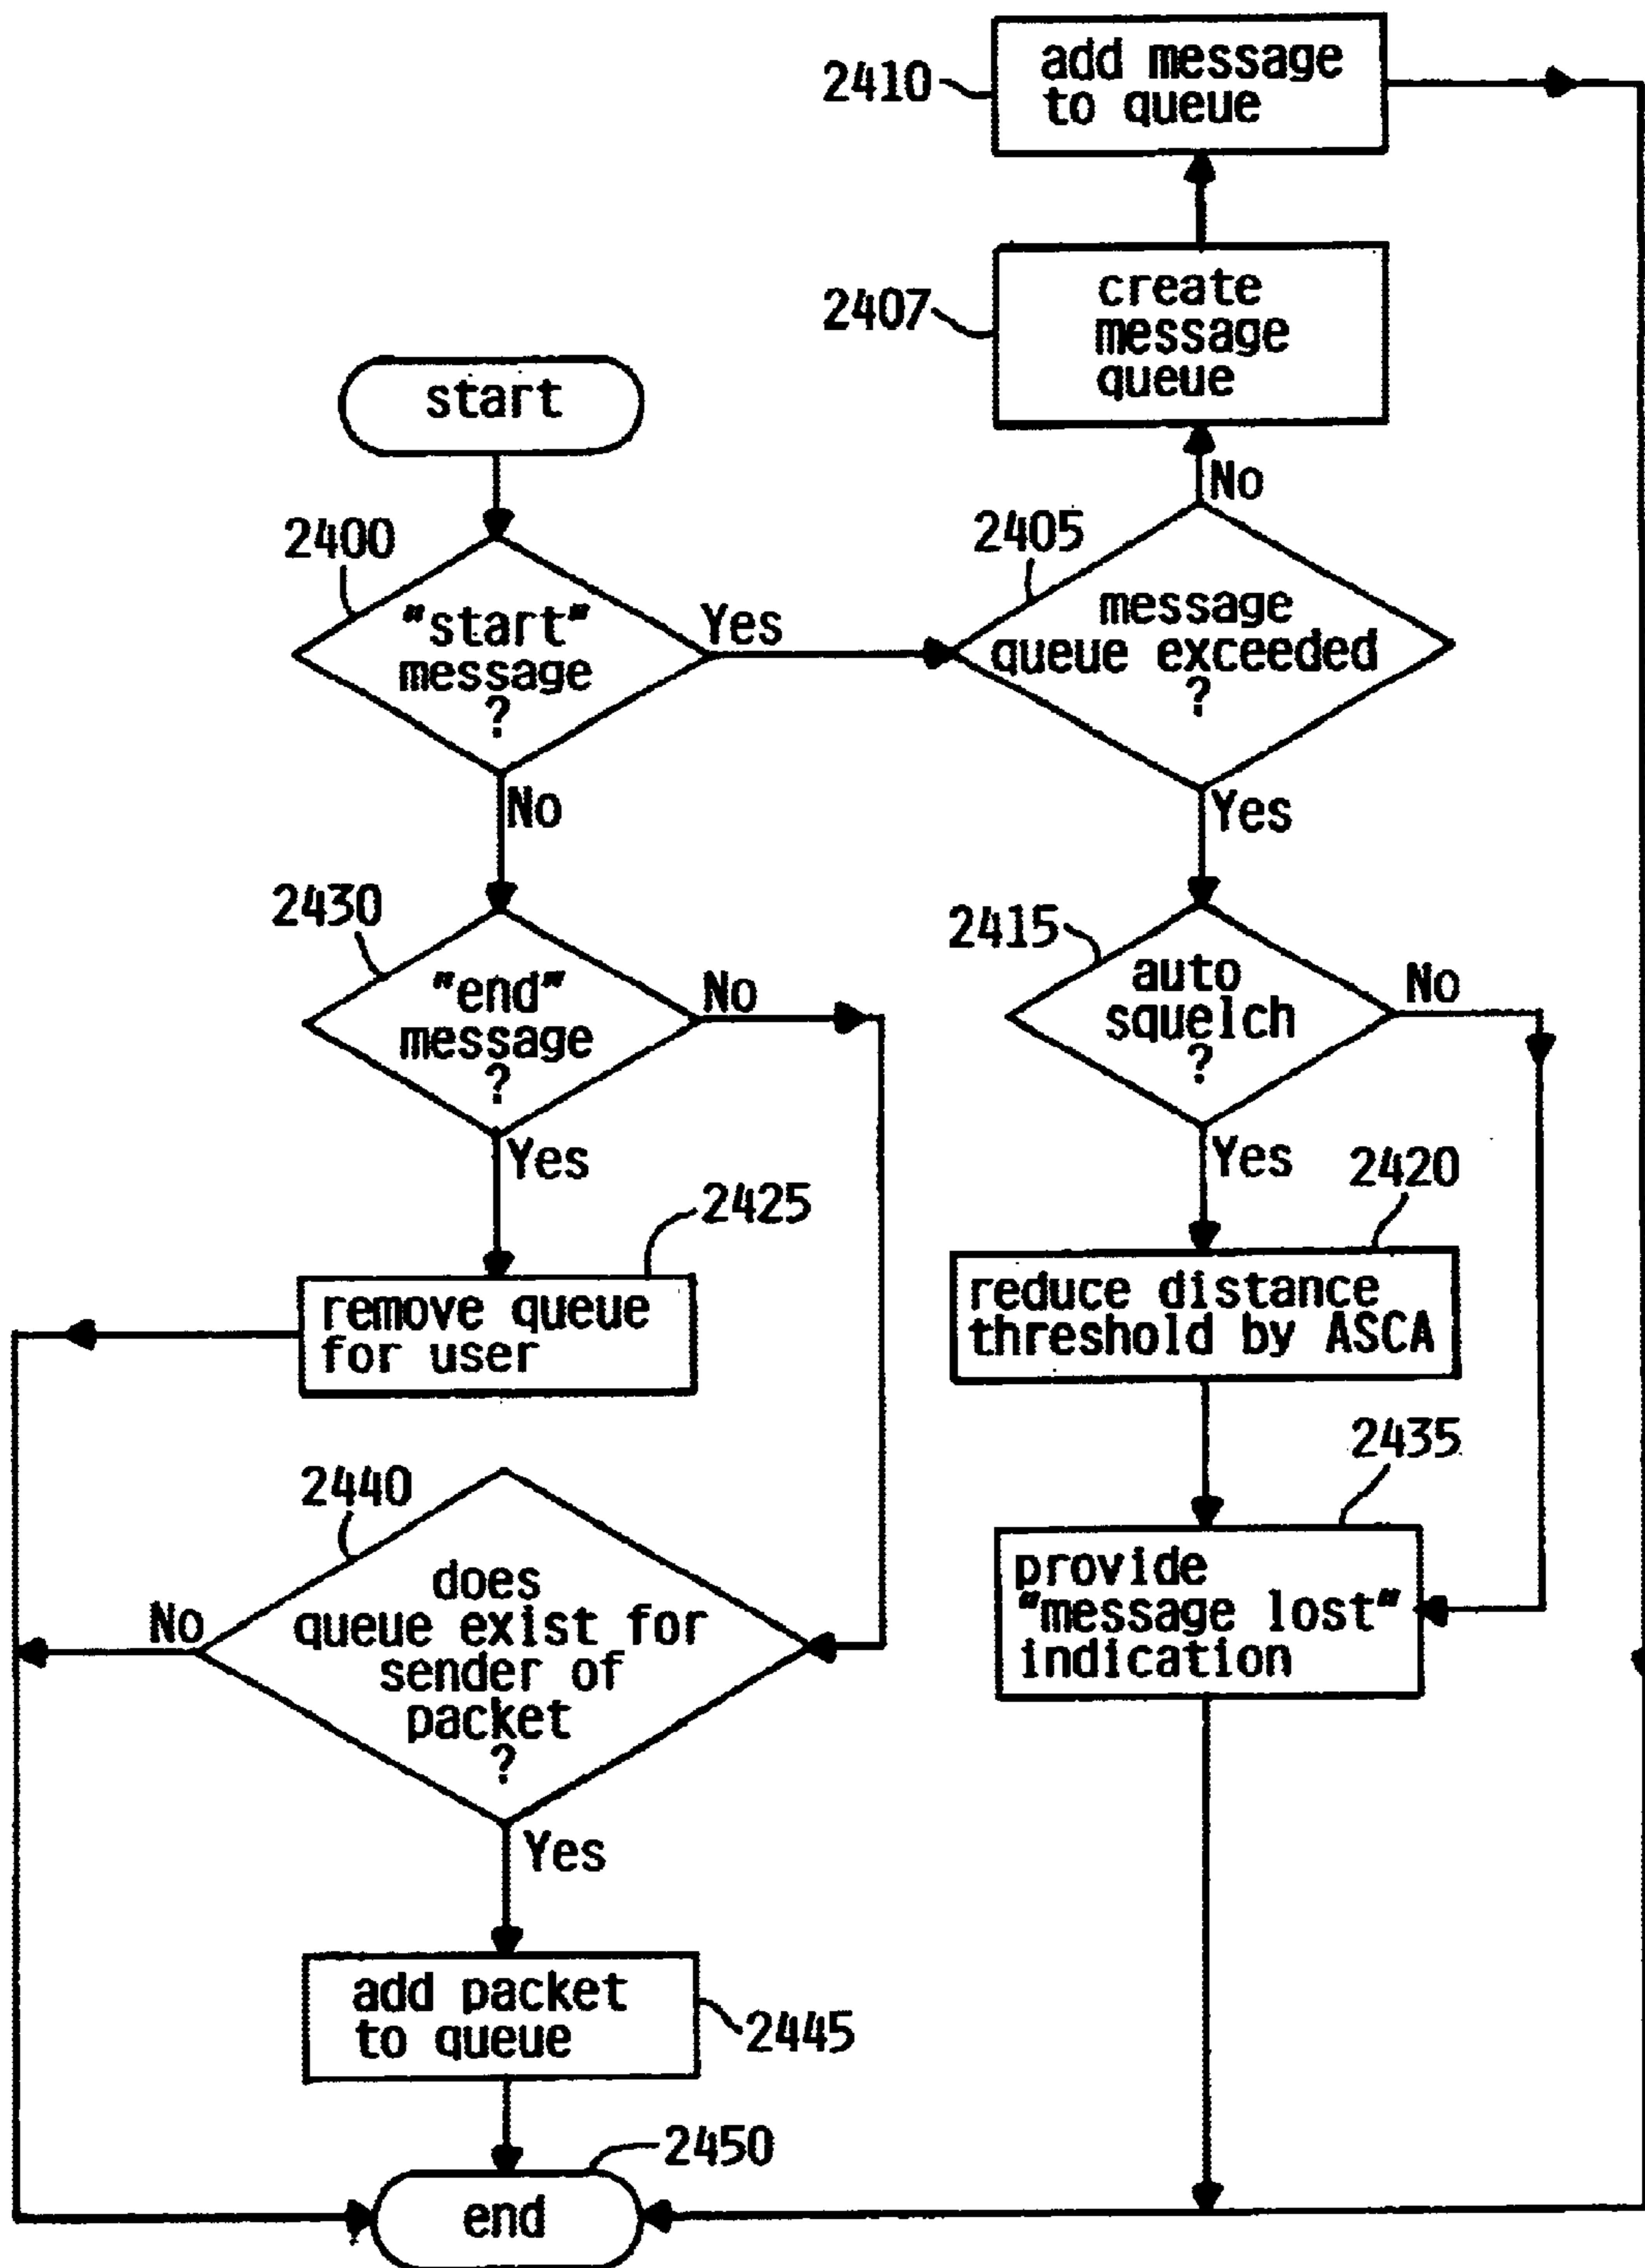 2410
add message
to queue
2407
create
message
queue
start
No
2400
"start"
message
?
Yes
2405
message
queue exceeded
?
No
Yes
2430
"end"
message
?
No
2415
auto
squelch
?
No
Yes
Yes
2425
remove queue
for user
2420
reduce distance
threshold by ASCA
2435
provide
"message lost"
indication
2440
does
queue exist for
sender of
packet
?
No
Yes
add packet
to queue
2445
2450
end